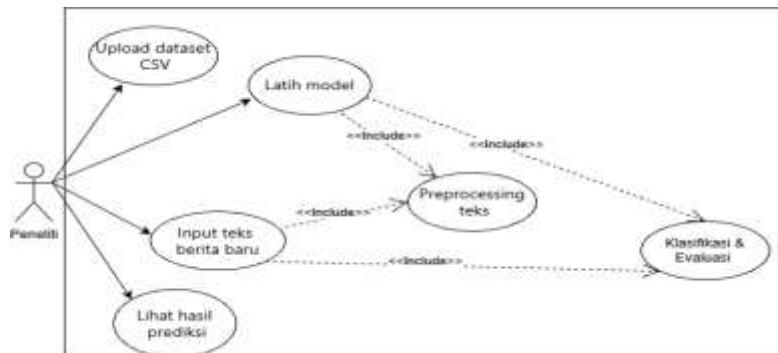 Upload dataset
CSV
Latih model
<<Include>>
<<Include>>
Peneliti
Preprocessing
teks
<<Include>>
Input teks
berita baru
Klasifikasi &
Evaluasi
<<Include>>
Lihat hasil
prediksi